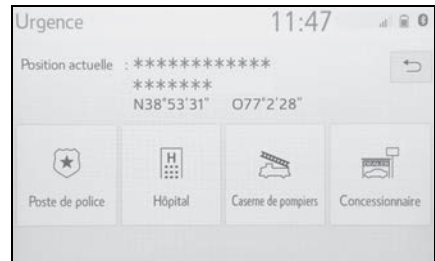 Urgence 11:47
Position actuelle : ***********
*******
N38°53'31" O77°2'28"
H
Poste de police Hôpital Caserne de pompiers Concessionnaire